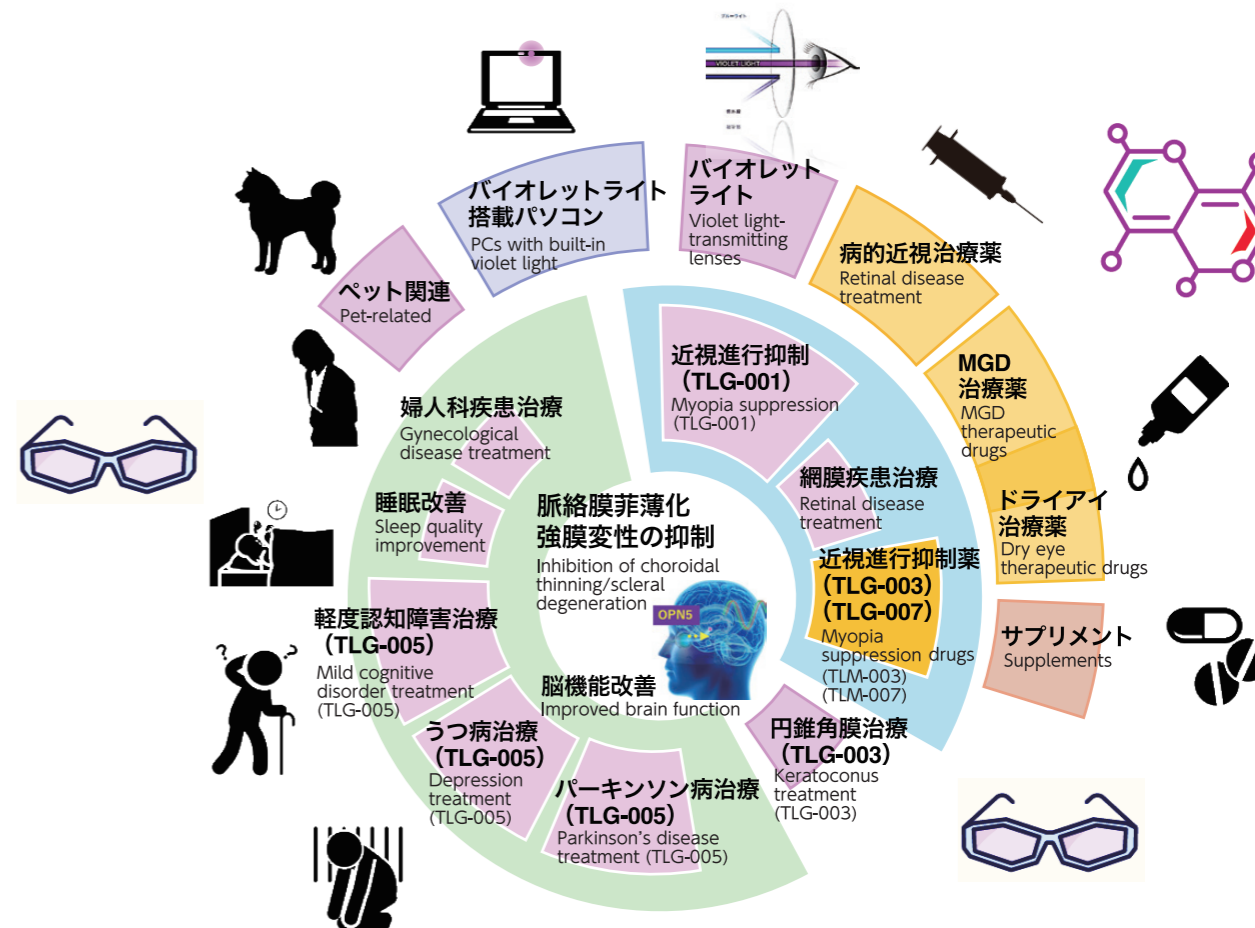 ブルーライト
VIOLET LIGHT
バイオレットライト
搭載パソコン
PCs with built-in
violet light
バイオレット
ライト
Violet light-
transmitting
lenses
病的近視治療薬
Retinal disease
treatment
ペット関連
Pet-related
MGD
治療薬
MGD
therapeutic
drugs
ドライアイ
治療薬
Dry eye
therapeutic drugs
サプリメント
Supplements
近視進行抑制
（TLG-001）
Myopia suppression
(TLG-001)
網膜疾患治療
Retinal disease
treatment
近視進行抑制薬
（TLG-003）
（TLG-007）
Myopia
suppression drugs
(TLM-003)
(TLM-007)
円錐角膜治療
（TLG-003）
Keratoconus
treatment
(TLG-003)
婦人科疾患治療
Gynecological
disease treatment
睡眠改善
Sleep quality
improvement
軽度認知障害治療
（TLG-005）
Mild cognitive
disorder treatment
(TLG-005)
うつ病治療
（TLG-005）
Depression
treatment
(TLG-005)
パーキンソン病治療
（TLG-005）
Parkinson's disease
treatment (TLG-005)
脈絡膜菲薄化
強膜変性の抑制
Inhibition of choroidal
thinning/scleral
degeneration
OPN5
脳機能改善
Improved brain function
? ?